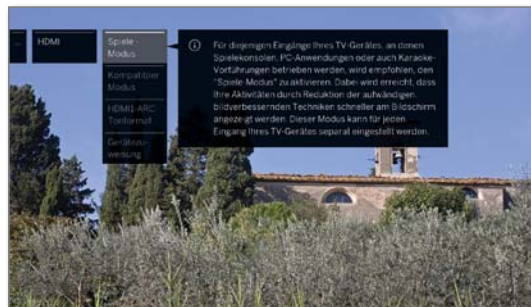 HDMI
Spiele -
Modus
Kompatibler
Modus
HDMI1-ARC
Tonformat
Gerätezu-
weisung
Für diejenigen Eingänge Ihres TV-Gerätes, an denen
Spielekonsolen, PC-Anwendungen oder auch Karaoke-
Vorführungen betrieben werden, wird empfohlen, den
"Spiele-Modus" zu aktivieren. Dabei wird erreicht, dass
Ihre Aktivitäten durch Reduktion der aufwändigen,
bildverbessernden Techniken schneller am Bildschirm
angezeigt werden. Dieser Modus kann für jeden
Eingang Ihres TV-Gerätes separat eingestellt werden.